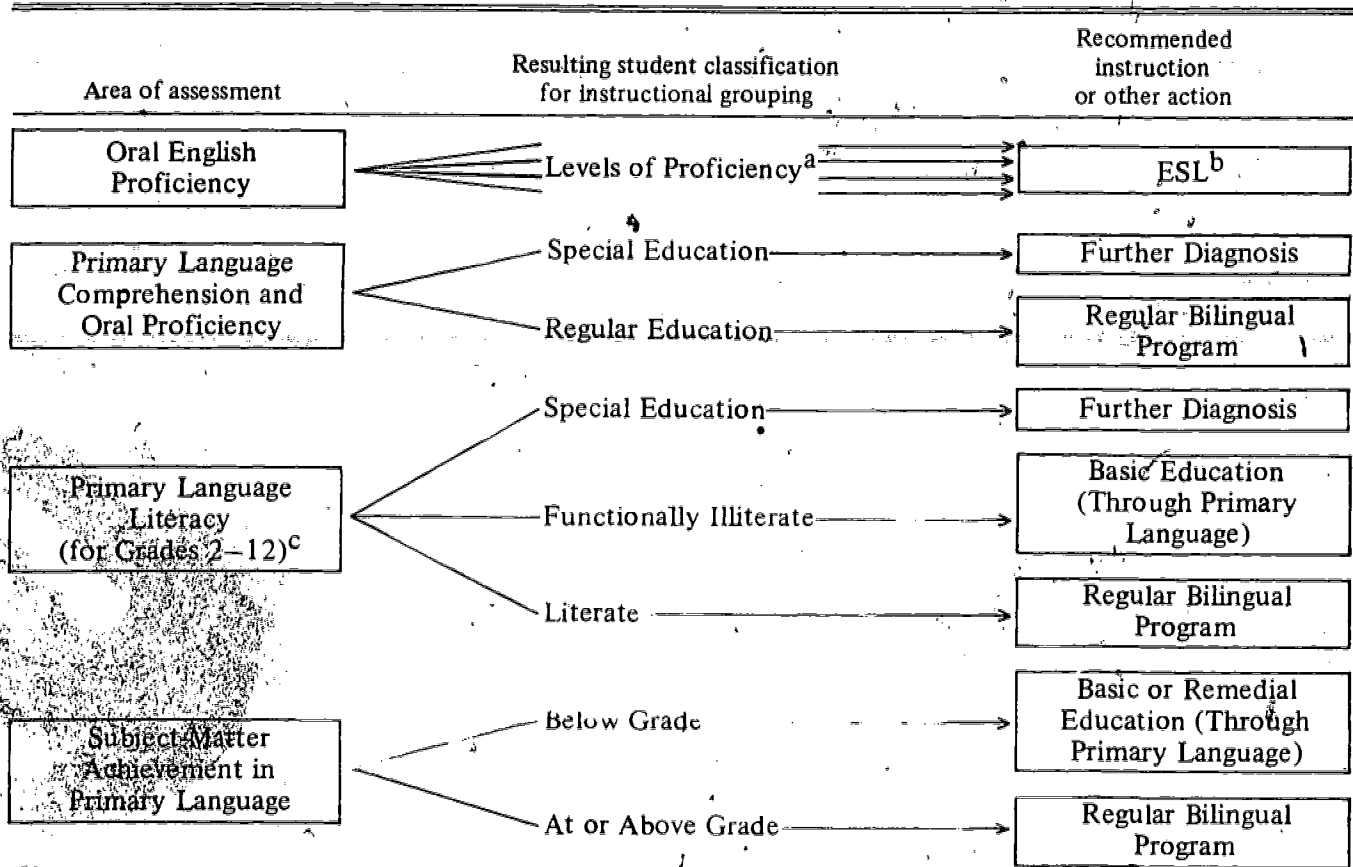 Area of assessment
Resulting student classification
for instructional grouping
Recommended
instruction
or other action
Oral English
Proficiency
Levels of Proficiencyᵃ
ESLᵇ
Primary Language
Comprehension and
Oral Proficiency
Special Education
Further Diagnosis
Regular Education
Regular Bilingual
Program
Primary Language
Literacy
(for Grades 2–12)ᶜ
Special Education
Further Diagnosis
Functionally Illiterate
Basic Education
(Through Primary
Language)
Literate
Regular Bilingual
Program
Subject-Matter
Achievement in
Primary Language
Below Grade
Basic or Remedial
Education (Through
Primary Language)
At or Above Grade
Regular Bilingual
Program